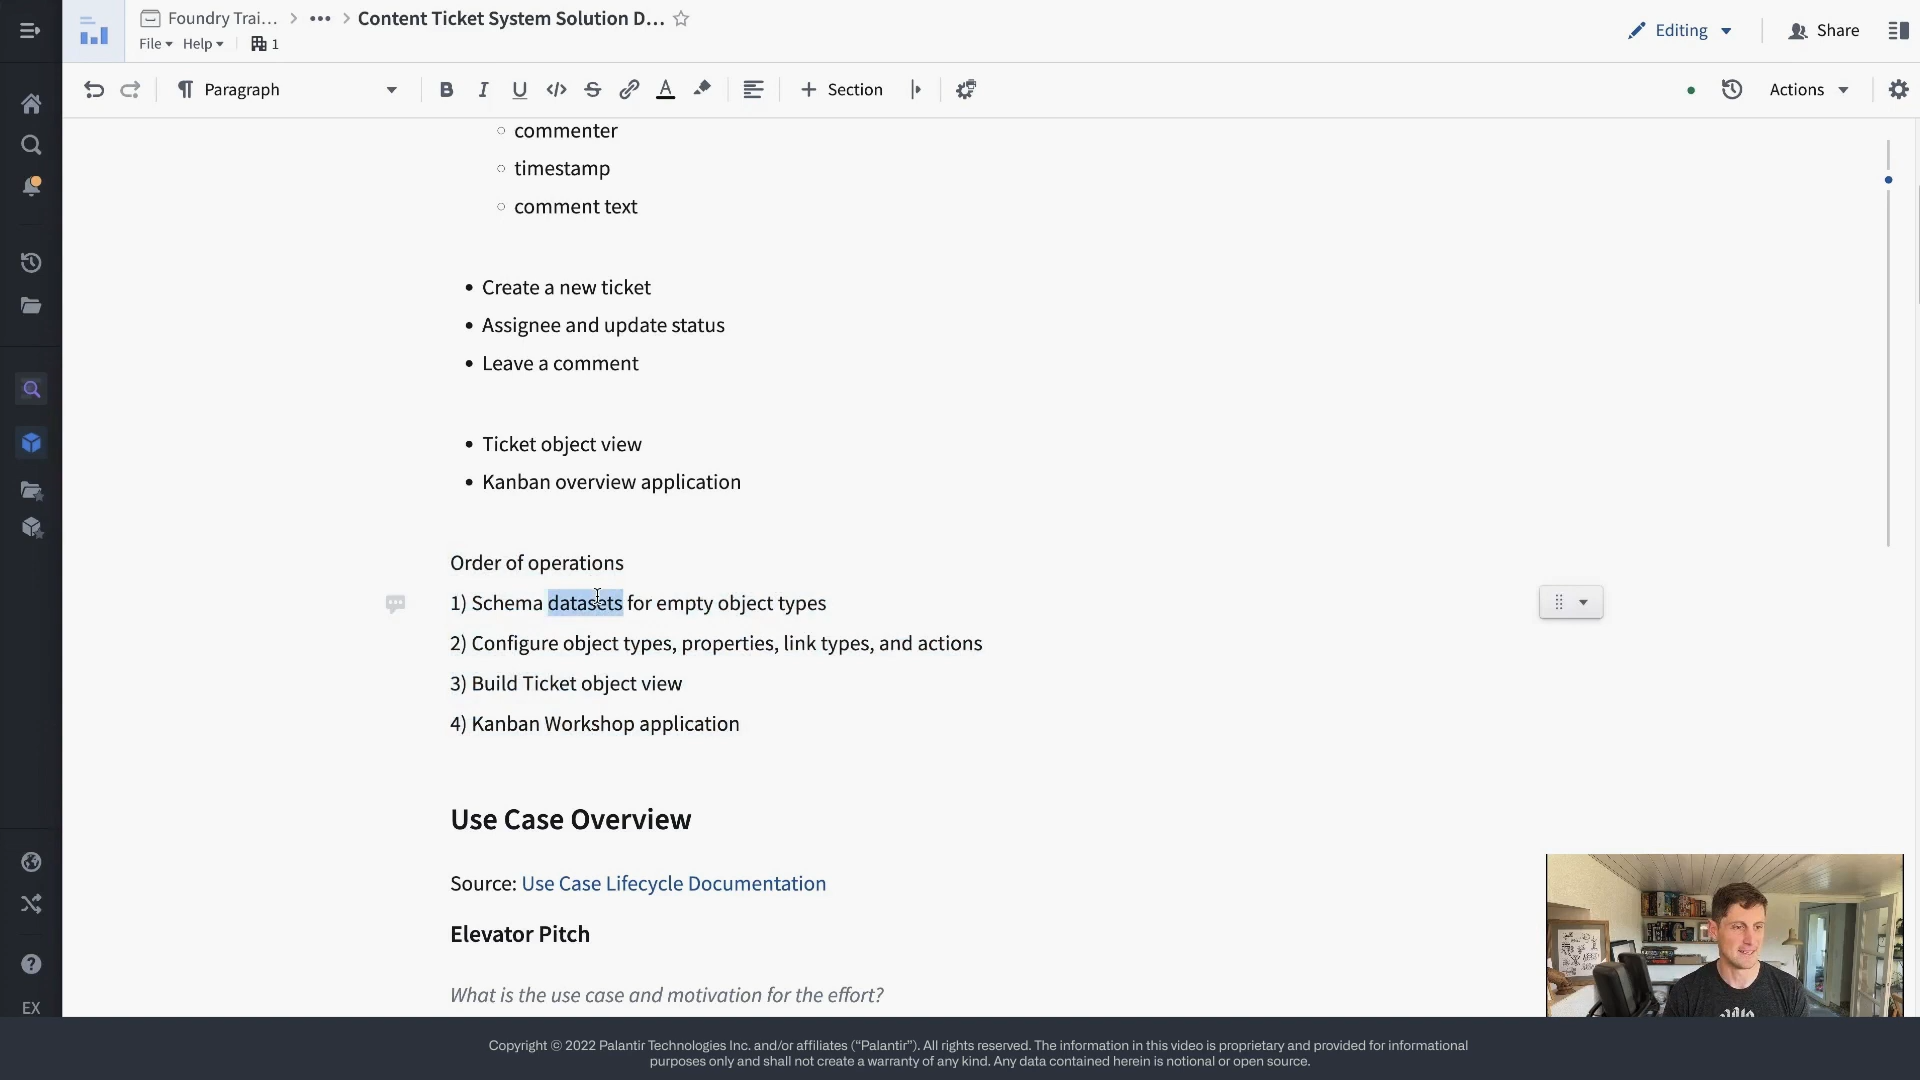 Foundry Trai... > ••• > Content Ticket System Solution D...
File Help 1
Editing
Share
Paragraph
B I U </> S A
+ Section
Actions
commenter
timestamp
comment text
Create a new ticket
Assignee and update status
Leave a comment
Ticket object view
Kanban overview application
Order of operations
1) Schema datasets for empty object types
2) Configure object types, properties, link types, and actions
3) Build Ticket object view
4) Kanban Workshop application
Use Case Overview
Source: Use Case Lifecycle Documentation
Elevator Pitch
What is the use case and motivation for the effort?
EX
Copyright © 2022 Palantir Technologies Inc. and/or affiliates (“Palantir”). All rights reserved. The information in this video is proprietary and provided for informational
purposes only and shall not create a warranty of any kind. Any data contained herein is notional or open source.